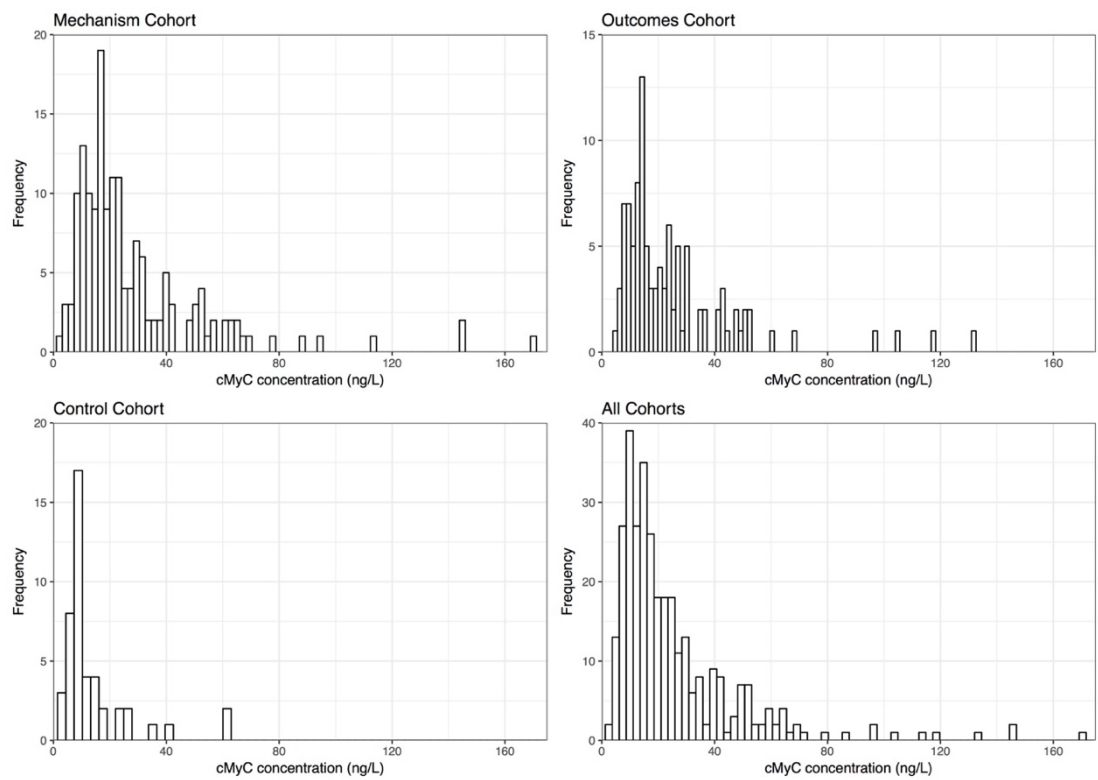 Mechanism Cohort
20
15
10
5
0
Frequency
0 40 80 120 160
cMyC concentration (ng/L)
Outcomes Cohort
15
10
5
0
Frequency
0 40 80 120 160
cMyC concentration (ng/L)
Control Cohort
20
15
10
5
0
Frequency
0 40 80 120 160
cMyC concentration (ng/L)
All Cohorts
40
30
20
10
0
Frequency
0 40 80 120 160
cMyC concentration (ng/L)